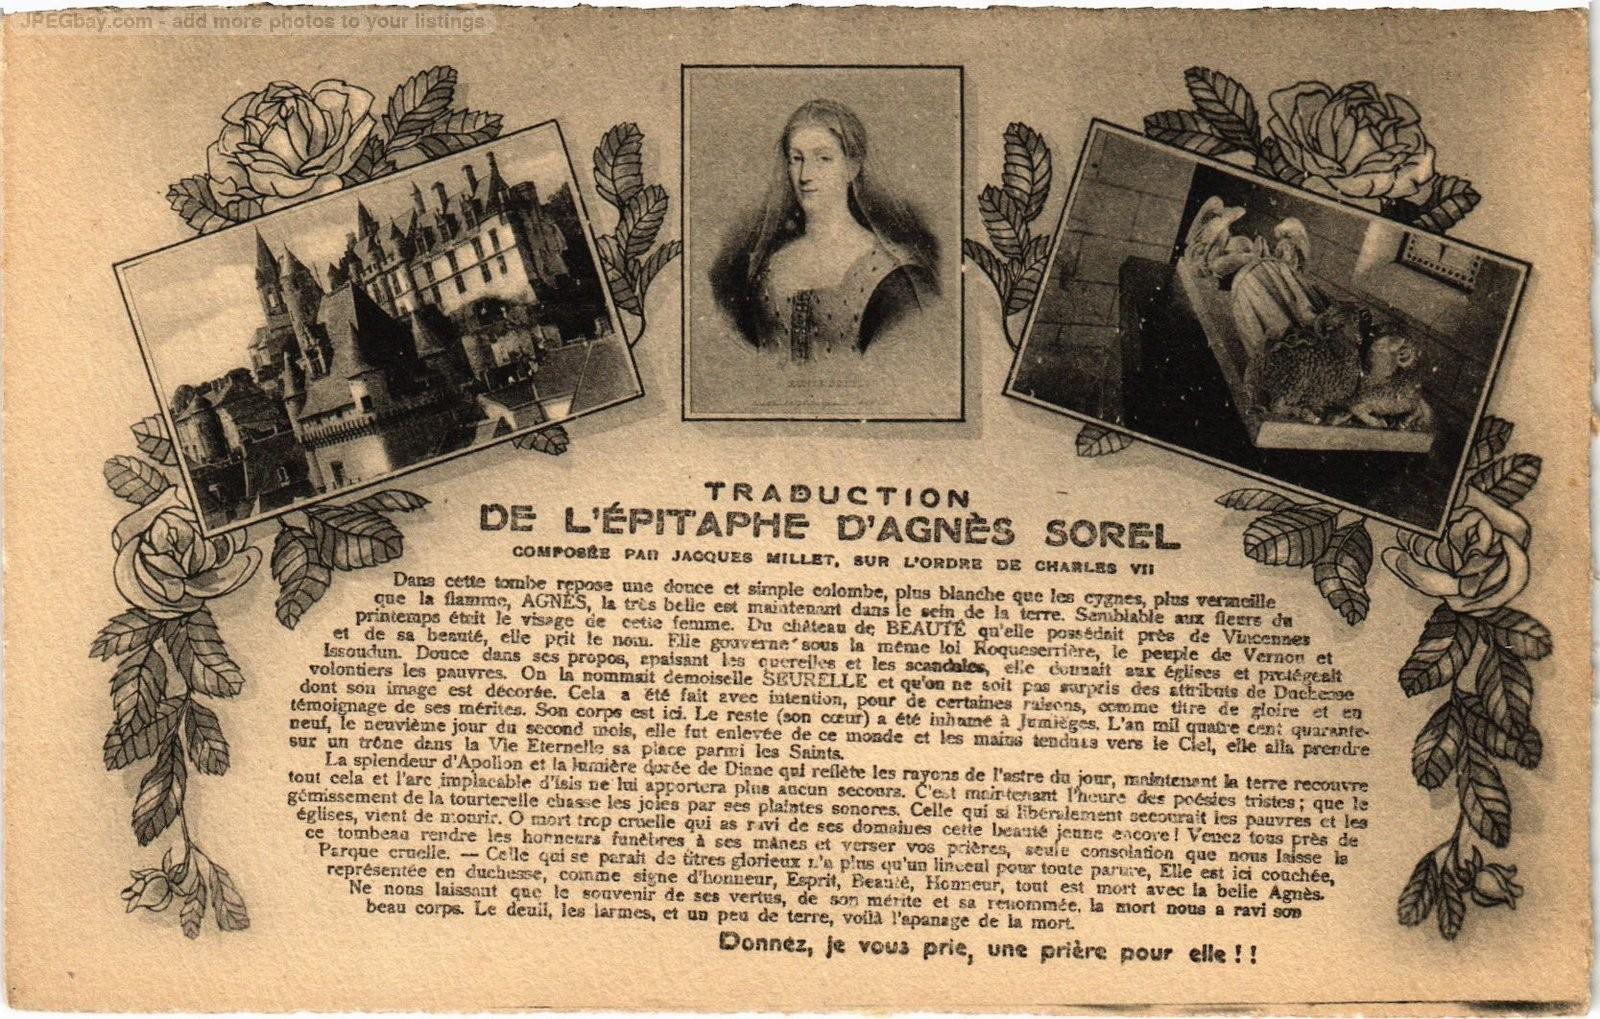 JPEGbay.com - add more photos to your listings
TRADUCTION
DE L'ÉPITAPHE D'AGNÈS SOREL
COMPOSÉE PAR JACQUES MILLET, SUR L'ORDRE DE CHARLES VII
Dans cette tombe repose une douce et simple colombe, plus blanche que les cygnes, plus vermeille
que la flamme, AGNÈS, la très belle est maintenant dans le sein de la terre. Semblable aux fleurs du
printemps était le visage de cette femme. Du château de BEAUTÉ qu'elle possédait près de Vincennes
et de sa beauté, elle prit le nom. Elle gouverne sous la même loi Roqueserrière, le peuple de Vernon et
Issoudun. Douce dans ses propos, apaisant les querelles et les scandales, elle donnait aux églises et protégeait
volontiers les pauvres. On la nommait demoiselle SEURELLE et qu'on ne soit pas surpris des attributs de Duchesse
dont son image est décorée. Cela a été fait avec intention, pour de certaines raisons, comme titre de gloire et en
témoignage de ses mérites. Son corps est ici. Le reste (son cœur) a été inhumé à Jumièges. L'an mil quatre cent quarante-
neuf, le neuvième jour du second mois, elle fut enlevée de ce monde et les mains tendues vers le Ciel, elle alla prendre
sur un trône dans la Vie Eternelle sa place parmi les Saints.
La splendeur d'Apollon et la lumière dorée de Diane qui reflète les rayons de l'astre du jour, maintenant la terre recouvre
tout cela et l'arc implacable d'Isis ne lui apportera plus aucun secours. C'est maintenant l'heure des poésies tristes ; que le
gémissement de la tourterelle chasse les joies par ses plaintes sonores. Celle qui si libéralement secourait les pauvres et les
églises, vient de mourir. O mort trop cruelle qui as ravi de ses domaines cette beauté jeune encore ! Venez tous près de
ce tombeau rendre les honneurs funèbres à ses mânes et verser vos prières, seule consolation que nous laisse la
Parque cruelle. — Celle qui se parait de titres glorieux n'a plus qu'un linceul pour toute parure, Elle est ici couchée,
représentée en duchesse, comme signe d'honneur, Esprit, Beauté, Honneur, tout est mort avec la belle Agnès.
Ne nous laissant que le souvenir de ses vertus, de son mérite et sa renommée, la mort nous a ravi son
beau corps. Le deuil, les larmes, et un peu de terre, voilà l'apanage de la mort.
Donnez, je vous prie, une prière pour elle ! !